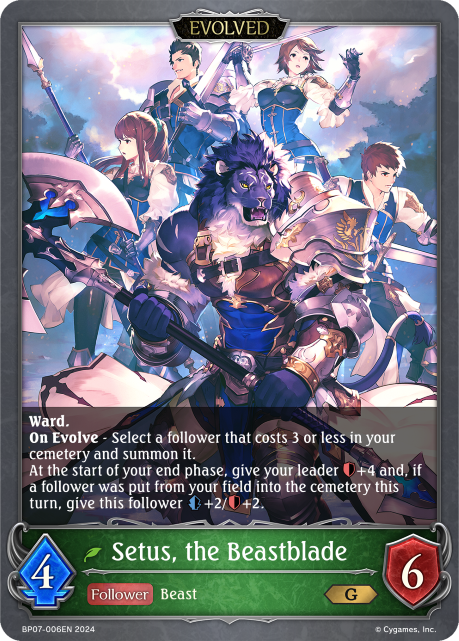 EVOLVED
Ward.
On Evolve - Select a follower that costs 3 or less in your
cemetery and summon it.
At the start of your end phase, give your leader +4 and, if
a follower was put from your field into the cemetery this
turn, give this follower +2/+2.
Setus, the Beastblade
4
6
Follower Beast
G
BP07-006EN 2024
© Cygames, Inc.